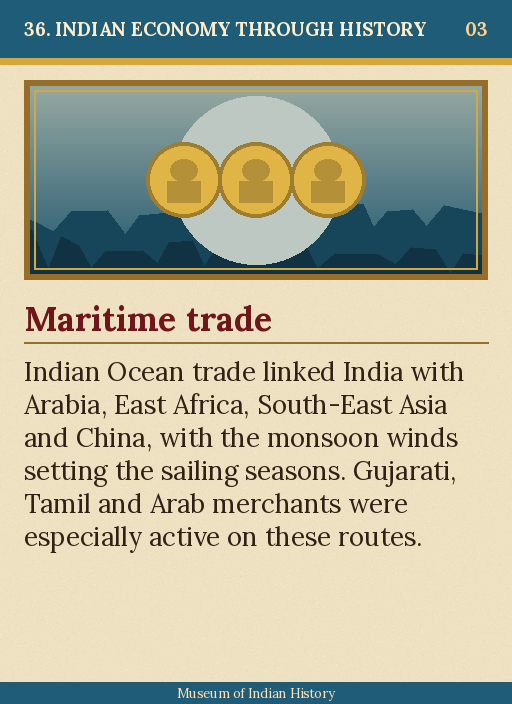 36. INDIAN ECONOMY THROUGH HISTORY 03
Maritime trade
Indian Ocean trade linked India with
Arabia, East Africa, South-East Asia
and China, with the monsoon winds
setting the sailing seasons. Gujarati,
Tamil and Arab merchants were
especially active on these routes.
Museum of Indian History